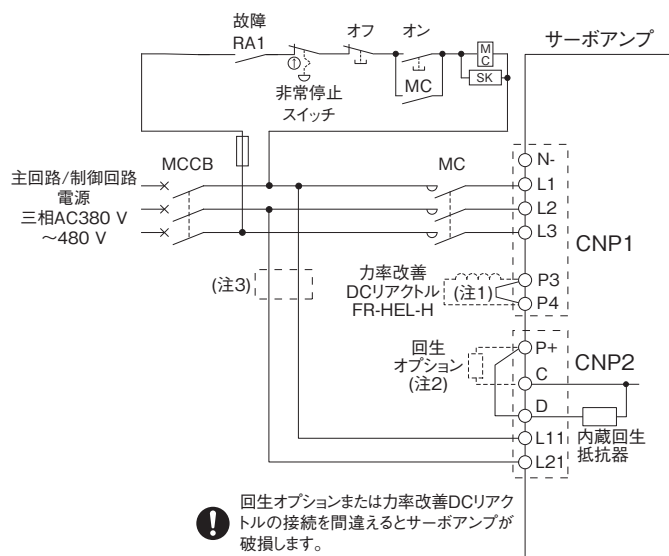 故障
RA1
オフ
オン
MC
SK
MC
非常停止
スイッチ
サーボアンプ
MCCB
MC
主回路/制御回路
電源
三相AC380 V
～480 V
N-
L1
L2
L3
CNP1
(注3)
力率改善
DCリアクトル
FR-HEL-H
(注1)
P3
P4
回生
オプション
(注2)
P+
C
D
CNP2
内蔵回生
抵抗器
L11
L21
回生オプションまたは力率改善DCリアク
トルの接続を間違えるとサーボアンプが
破損します。